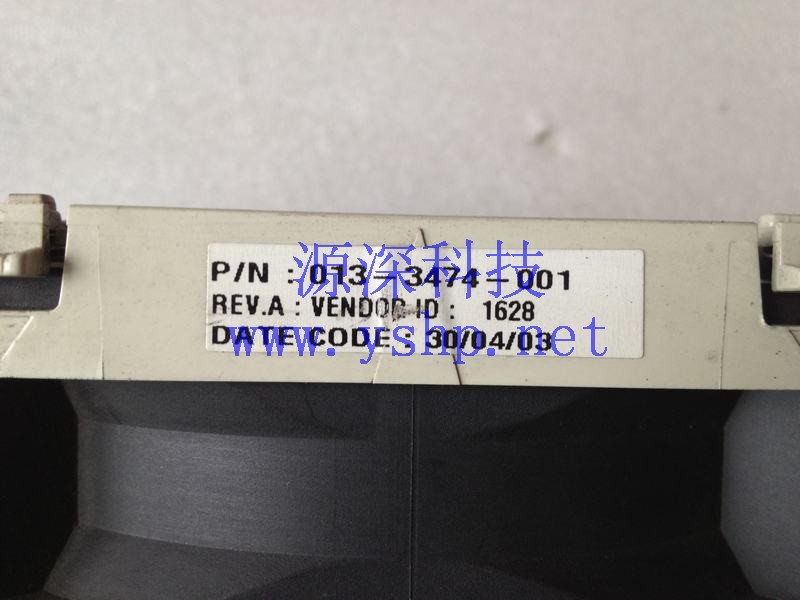 源深科技
P/N : 013-3474-001
REV.A : VENDOR ID : 1628
www.yshp.net
DATE CODE : 30/04/03